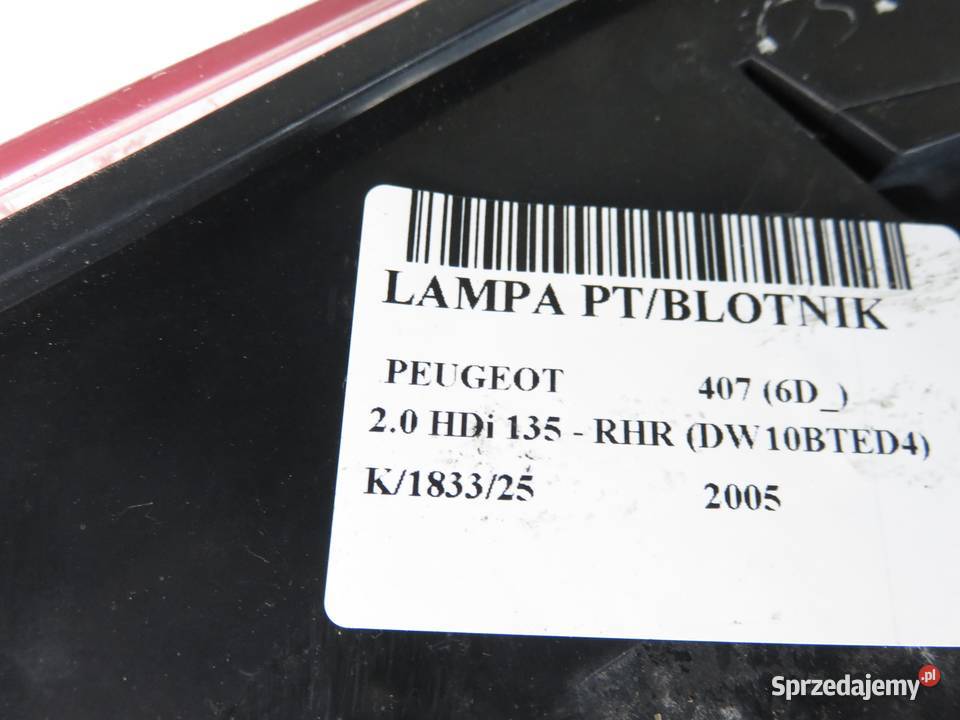 LAMPA PT/BLOTNIK
PEUGEOT 407 (6D_)
2.0 HDi 135 - RHR (DW10BTED4)
K/1833/25 2005
Sprzedajemy.pl